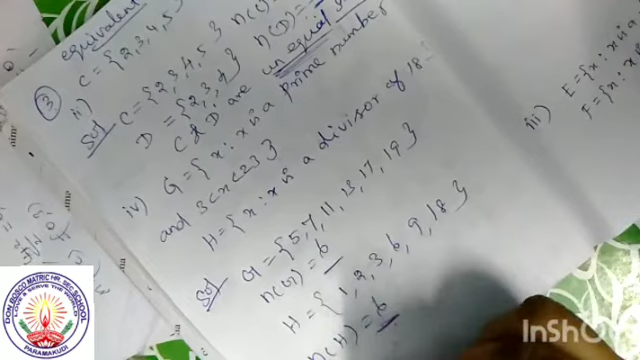 equivalent
③ C = {2,3,4,5}
n(
ii)
Sol C = {2,3,4,5}
D = {2,3,4}
n(D) =
C & D are unequal
iv) G = {x : x is a prime number
and 3<x<23}
H = {x : x is a divisor of 18
Sol G = {5,7,11,13,17,19}
n(G) = 6
H = {1,2,3,6,9,18}
n(H) = 6
iii) E = {x : x is a
F = {x : x
DON BOSCO MATRIC HR SEC SCHOOL
PARAMAKUDI
InShOt